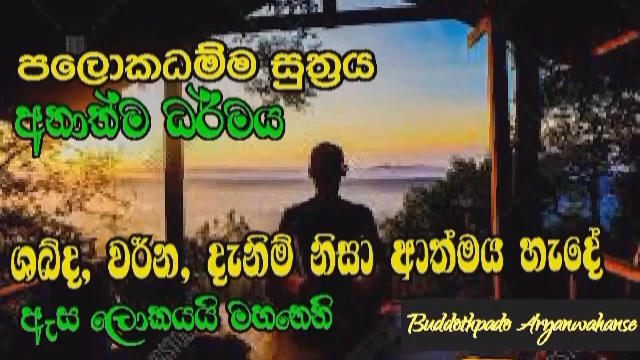 පලොකධම්ම සුත්‍රය
අනාත්ම ධර්මය
ශබ්ද, වර්න, දැනිම් නිසා ආත්මය හැදේ
ඇස ලොකයයි මහණෙනි
Buddothpado Aryanwahanse